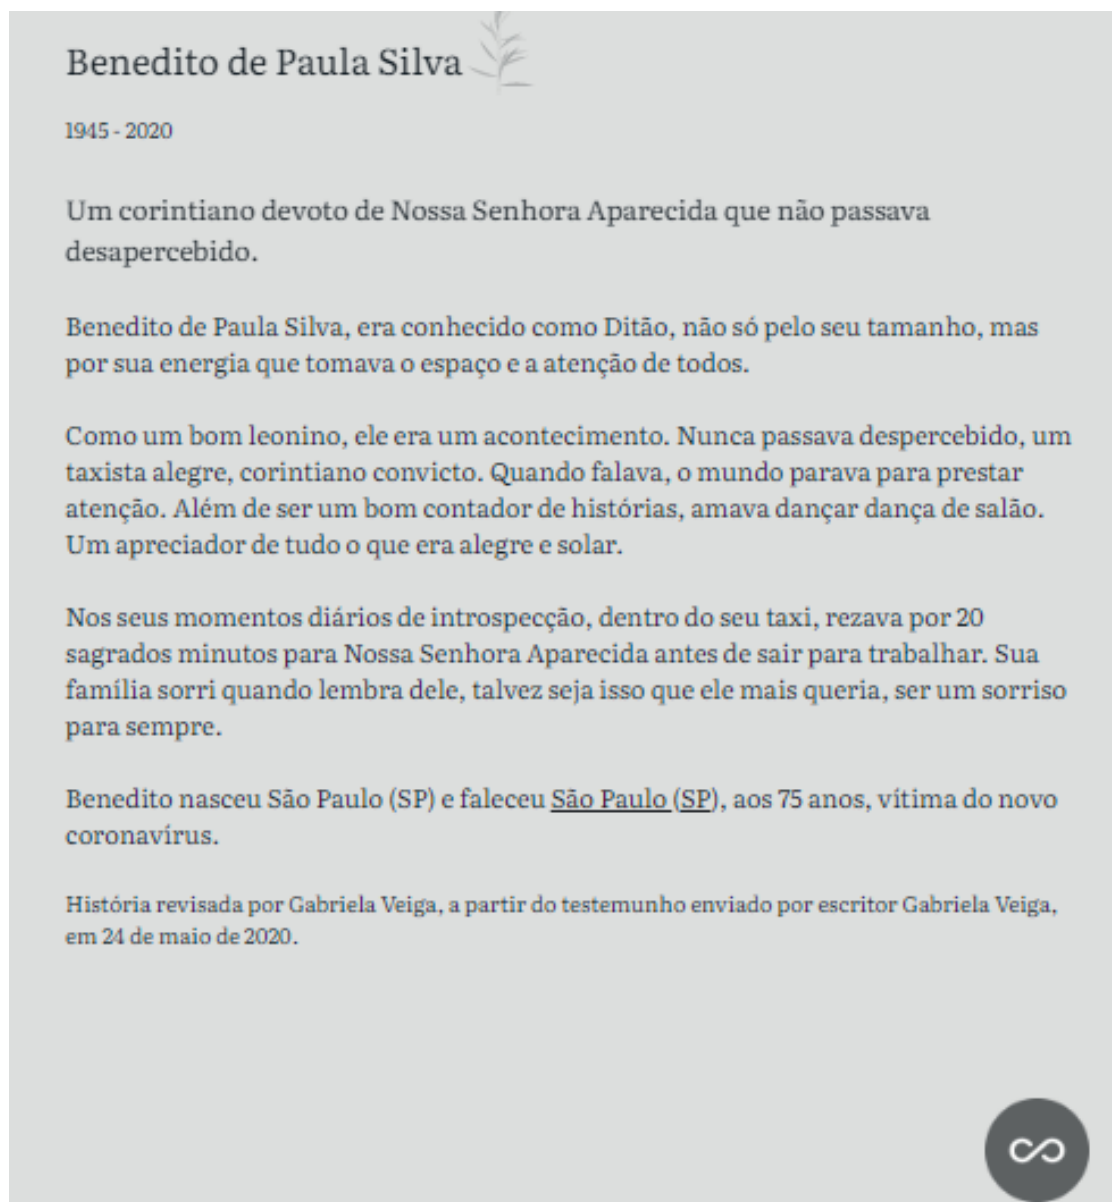 Benedito de Paula Silva
1945 - 2020
Um corintiano devoto de Nossa Senhora Aparecida que não passava
desapercebido.
Benedito de Paula Silva, era conhecido como Ditão, não só pelo seu tamanho, mas
por sua energia que tomava o espaço e a atenção de todos.
Como um bom leonino, ele era um acontecimento. Nunca passava despercebido, um
taxista alegre, corintiano convicto. Quando falava, o mundo parava para prestar
atenção. Além de ser um bom contador de histórias, amava dançar dança de salão.
Um apreciador de tudo o que era alegre e solar.
Nos seus momentos diários de introspecção, dentro do seu taxi, rezava por 20
sagrados minutos para Nossa Senhora Aparecida antes de sair para trabalhar. Sua
família sorri quando lembra dele, talvez seja isso que ele mais queria, ser um sorriso
para sempre.
Benedito nasceu São Paulo (SP) e faleceu São Paulo (SP), aos 75 anos, vítima do novo
coronavírus.
História revisada por Gabriela Veiga, a partir do testemunho enviado por escritor Gabriela Veiga,
em 24 de maio de 2020.